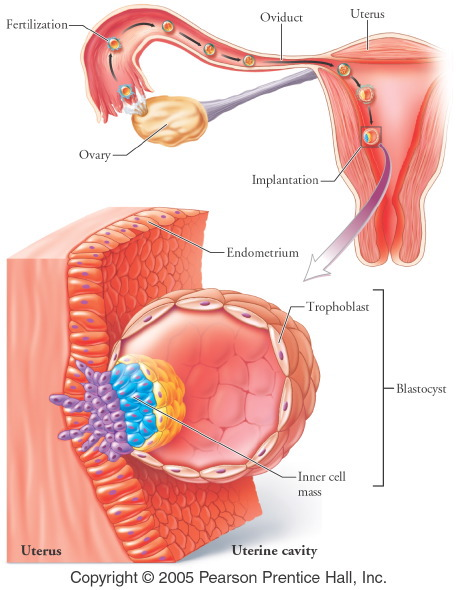 Fertilization
Oviduct
Uterus
Ovary
Implantation
Endometrium
Trophoblast
Blastocyst
Inner cell
mass
Uterus
Uterine cavity
Copyright © 2005 Pearson Prentice Hall, Inc.